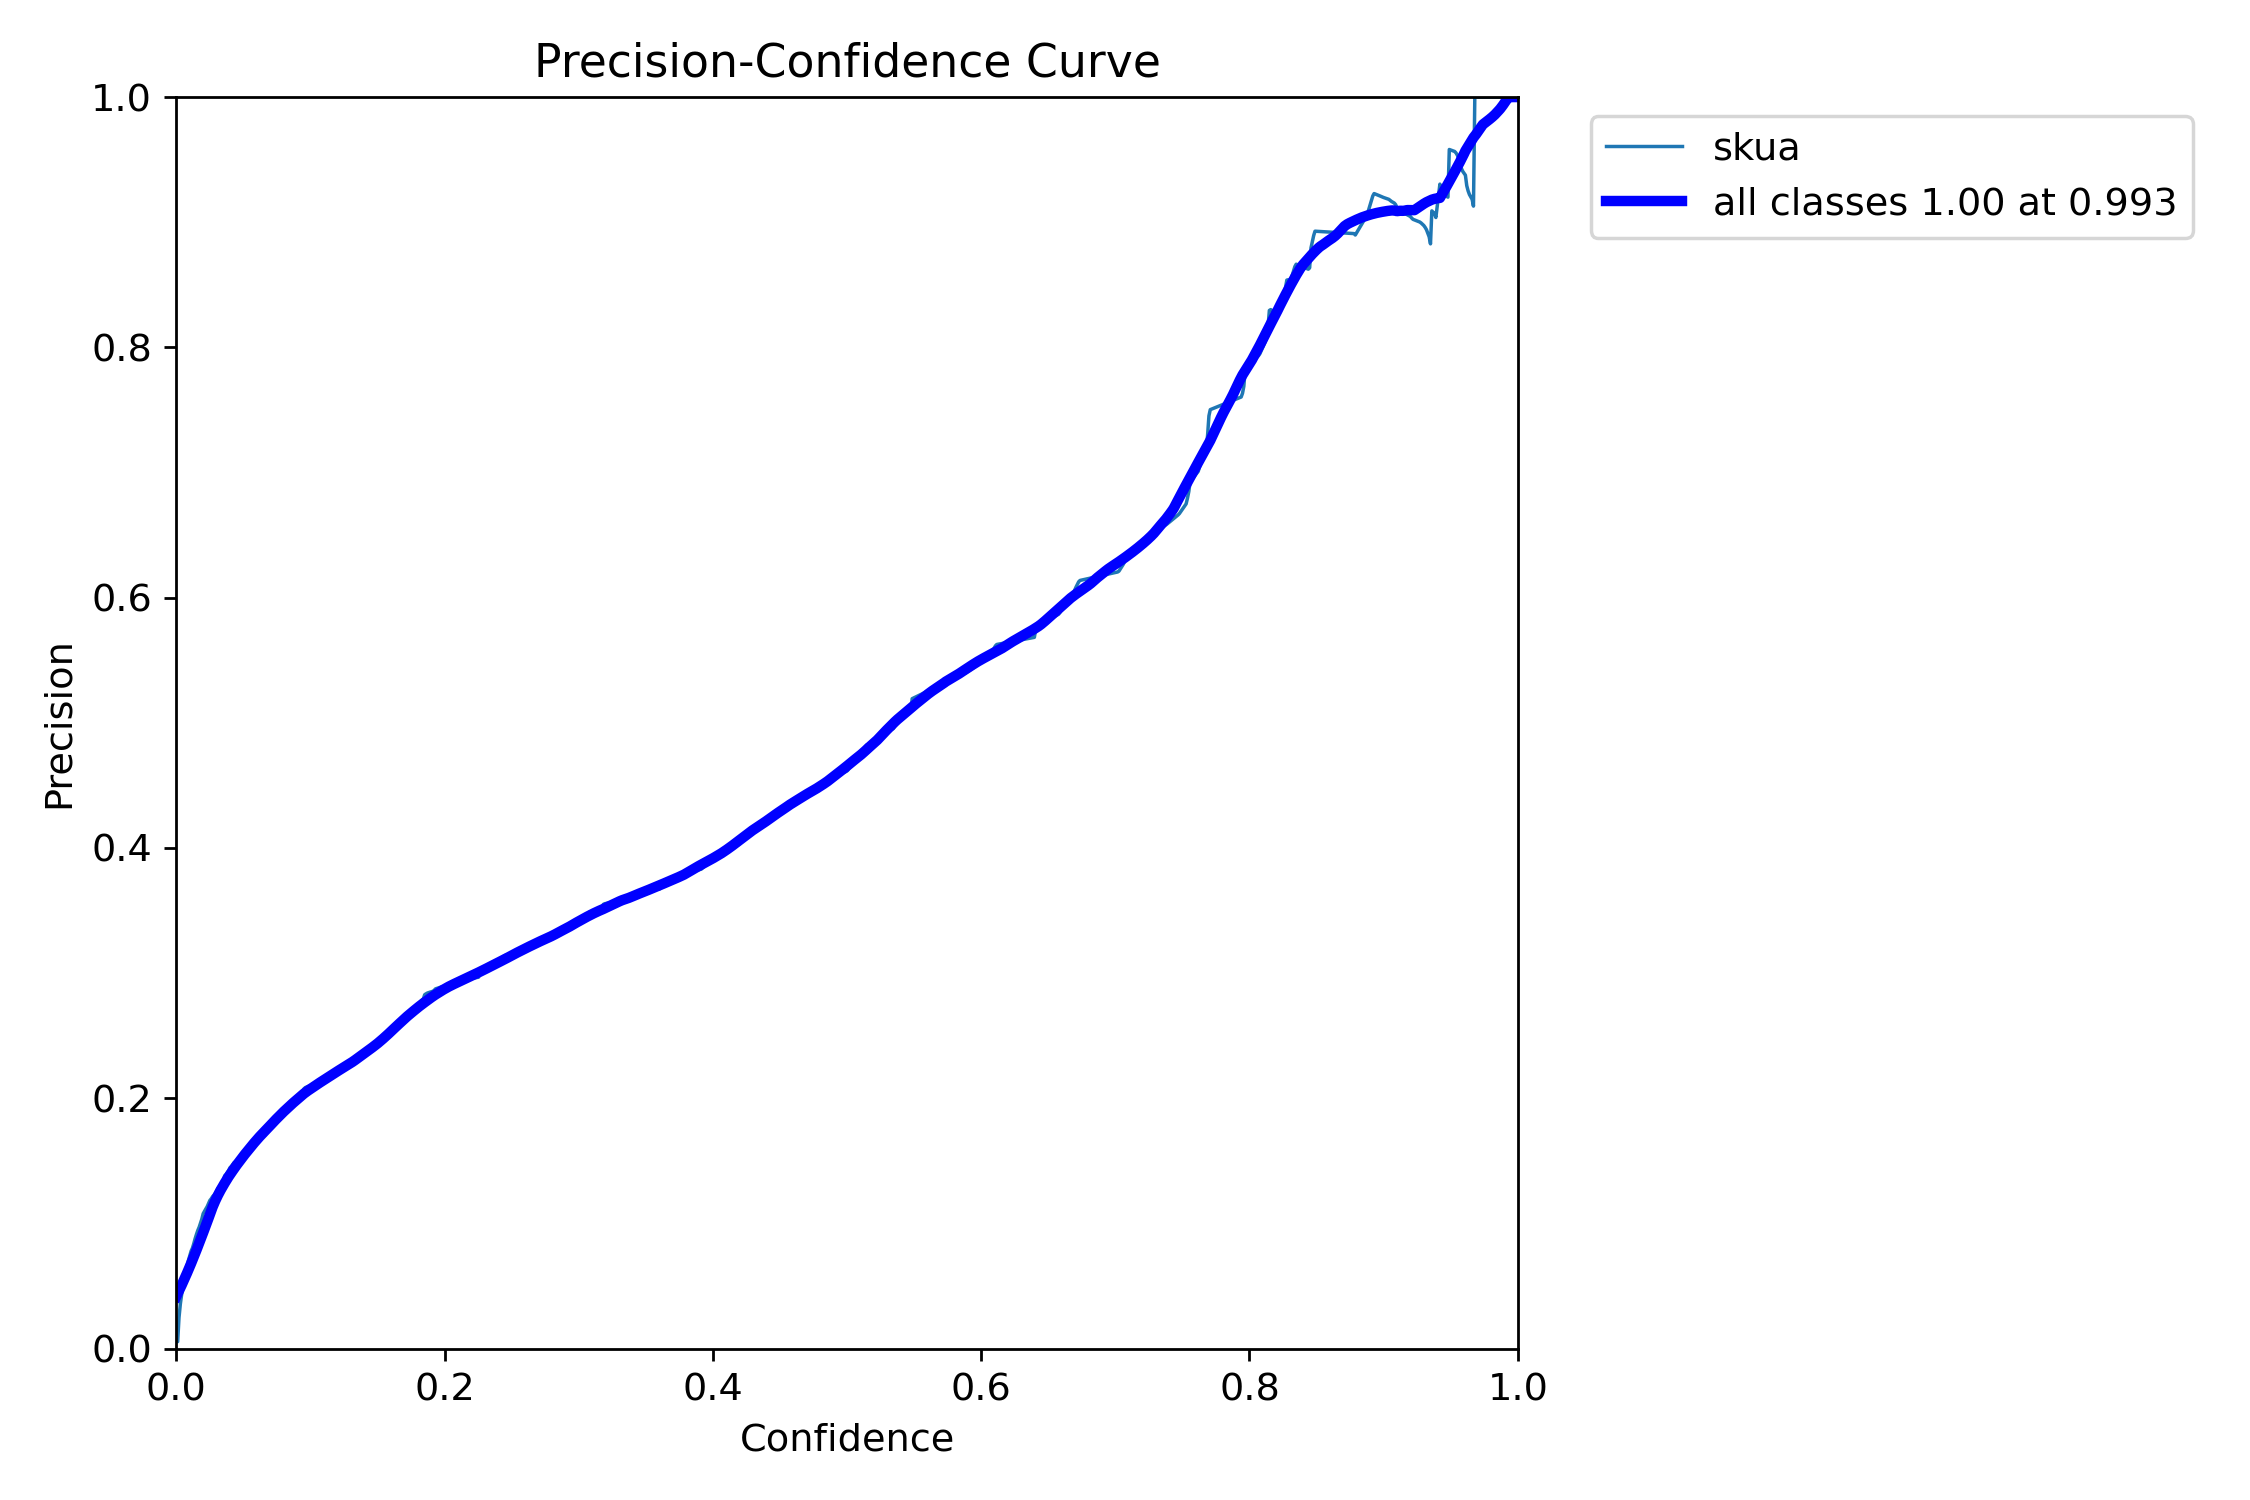 Precision-Confidence Curve
1.0
0.8
0.6
0.4
0.2
0.0
Precision
0.0 0.2 0.4 0.6 0.8 1.0
Confidence
skua
all classes 1.00 at 0.993